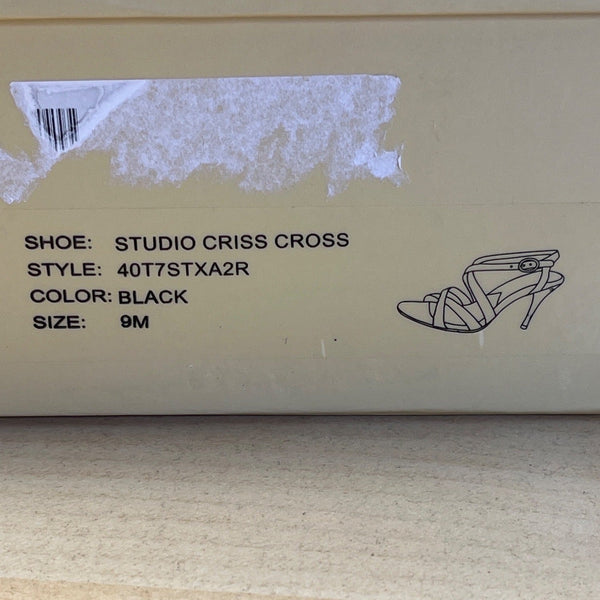 SHOE: STUDIO CRISS CROSS
STYLE: 40T7STXA2R
COLOR: BLACK
SIZE: 9M